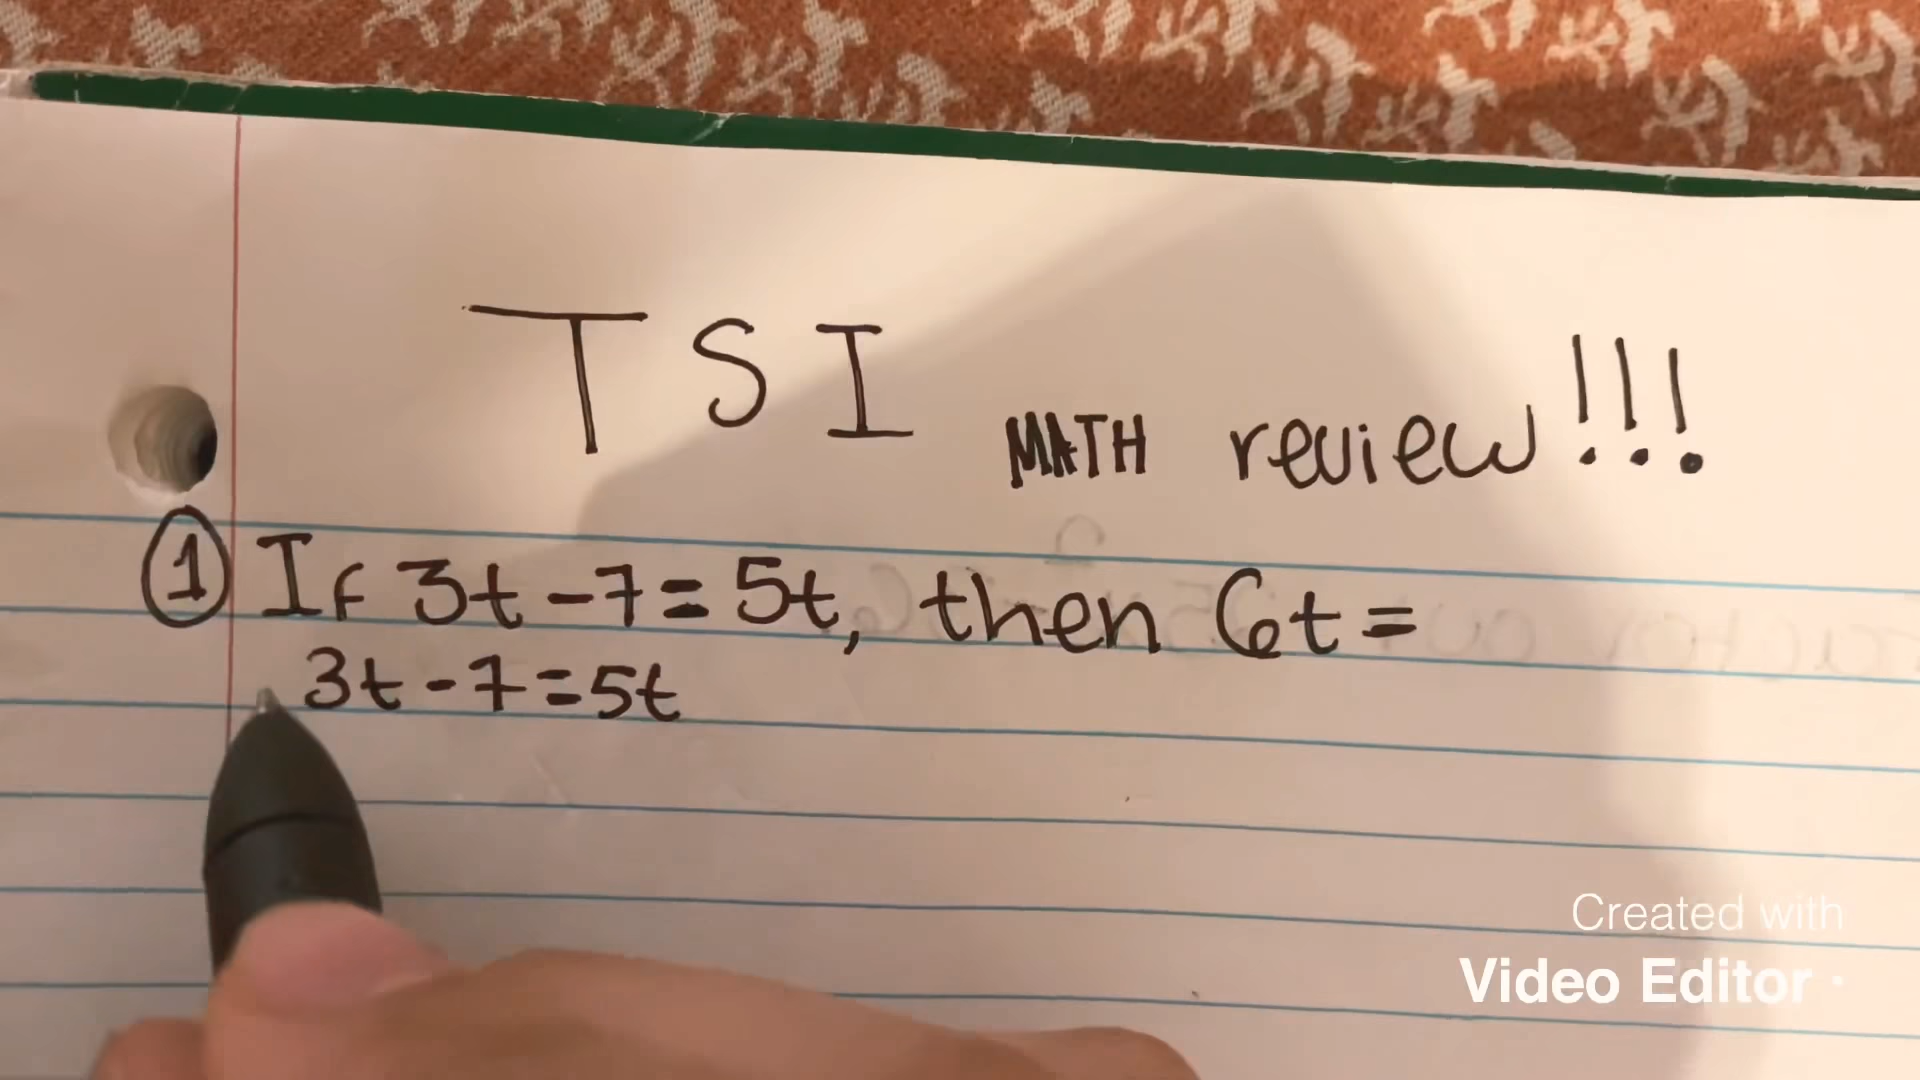 TSI MATH review!!!
① If 3t-7=5t, then 6t=
3t-7=5t
Created with
Video Editor